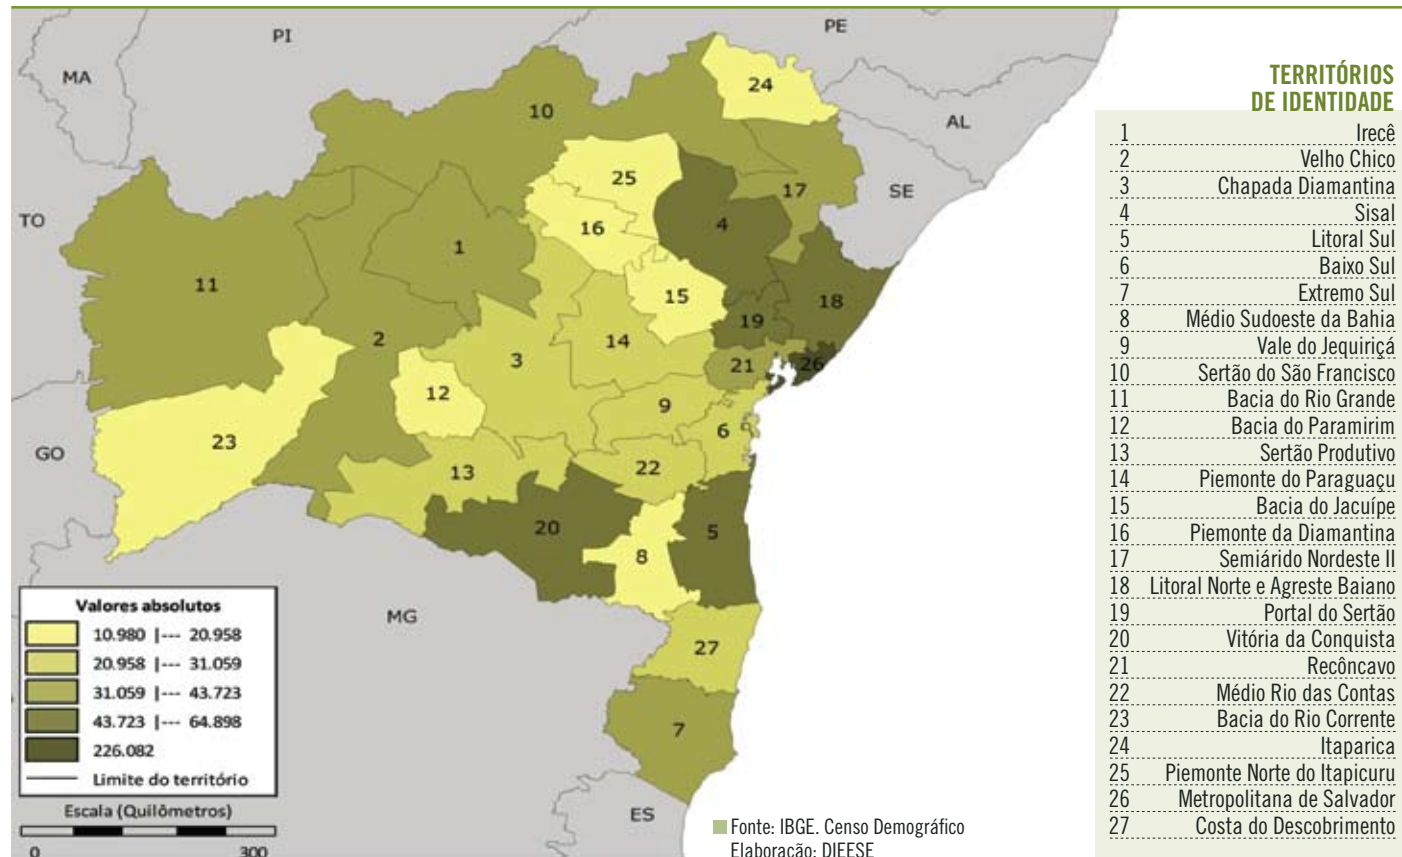 PI
PE
MA
24
10
AL
25
17
SE
TO
16
4
1
11
15
18
19
2
14
3
21
26
12
9
6
23
GO
13
22
20
5
8
MG
27
7
ES
Valores absolutos
10.980 |--- 20.958
20.958 |--- 31.059
31.059 |--- 43.723
43.723 |--- 64.898
226.082
Limite do território
Escala (Quilômetros)
0 300
Fonte: IBGE. Censo Demográfico
Elaboração: DIEESE
TERRITÓRIOS
DE IDENTIDADE
1 Irecê
2 Velho Chico
3 Chapada Diamantina
4 Sisal
5 Litoral Sul
6 Baixo Sul
7 Extremo Sul
8 Médio Sudoeste da Bahia
9 Vale do Jequiriçá
10 Sertão do São Francisco
11 Bacia do Rio Grande
12 Bacia do Paramirim
13 Sertão Produtivo
14 Piemonte do Paraguaçu
15 Bacia do Jacuípe
16 Piemonte da Diamantina
17 Semiárido Nordeste II
18 Litoral Norte e Agreste Baiano
19 Portal do Sertão
20 Vitória da Conquista
21 Recôncavo
22 Médio Rio das Contas
23 Bacia do Rio Corrente
24 Itaparica
25 Piemonte Norte do Itapicuru
26 Metropolitana de Salvador
27 Costa do Descobrimento